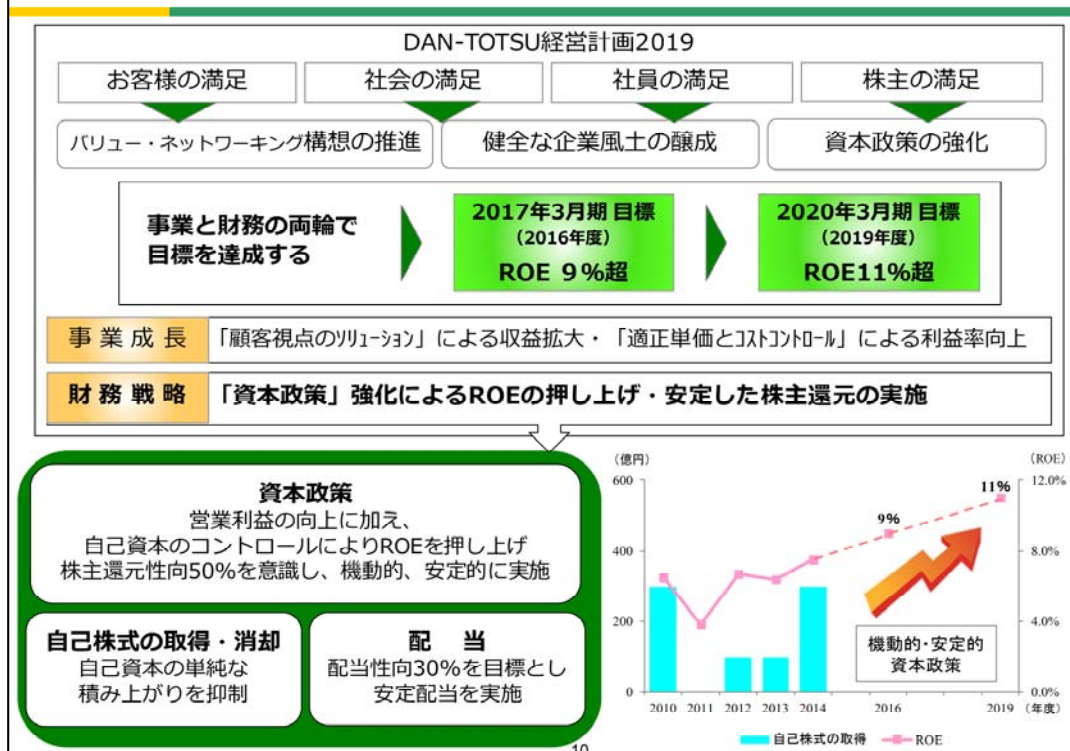 DAN-TOTSU経営計画2019
お客様の満足
社会の満足
社員の満足
株主の満足
バリュー・ネットワーキング構想の推進
健全な企業風土の醸成
資本政策の強化
事業と財務の両輪で
目標を達成する
2017年3月期 目標
(2016年度)
ROE ９%超
2020年3月期 目標
(2019年度)
ROE11%超
事 業 成 長
「顧客視点のｿﾘｭｰｼｮﾝ」による収益拡大・「適正単価とｺｽﾄｺﾝﾄﾛｰﾙ」による利益率向上
財 務 戦 略
「資本政策」強化によるROEの押し上げ・安定した株主還元の実施
資本政策
営業利益の向上に加え、
自己資本のコントロールによりROEを押し上げ
株主還元性向50%を意識し、機動的、安定的に実施
自己株式の取得・消却
自己資本の単純な
積み上がりを抑制
配　当
配当性向30%を目標とし
安定配当を実施
(億円)
(ROE)
600
400
200
0
12.0%
8.0%
4.0%
0.0%
9%
11%
機動的・安定的
資本政策
2010 2011 2012 2013 2014 2016 2019 (年度)
自己株式の取得 ROE
10